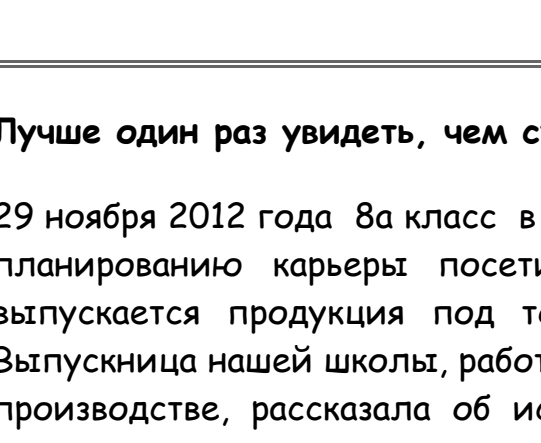 Лучше один раз увидеть, чем
29 ноября 2012 года 8а класс в
планированию карьеры
выпускается продукция под
Выпускница нашей школы,
производстве, рассказала об